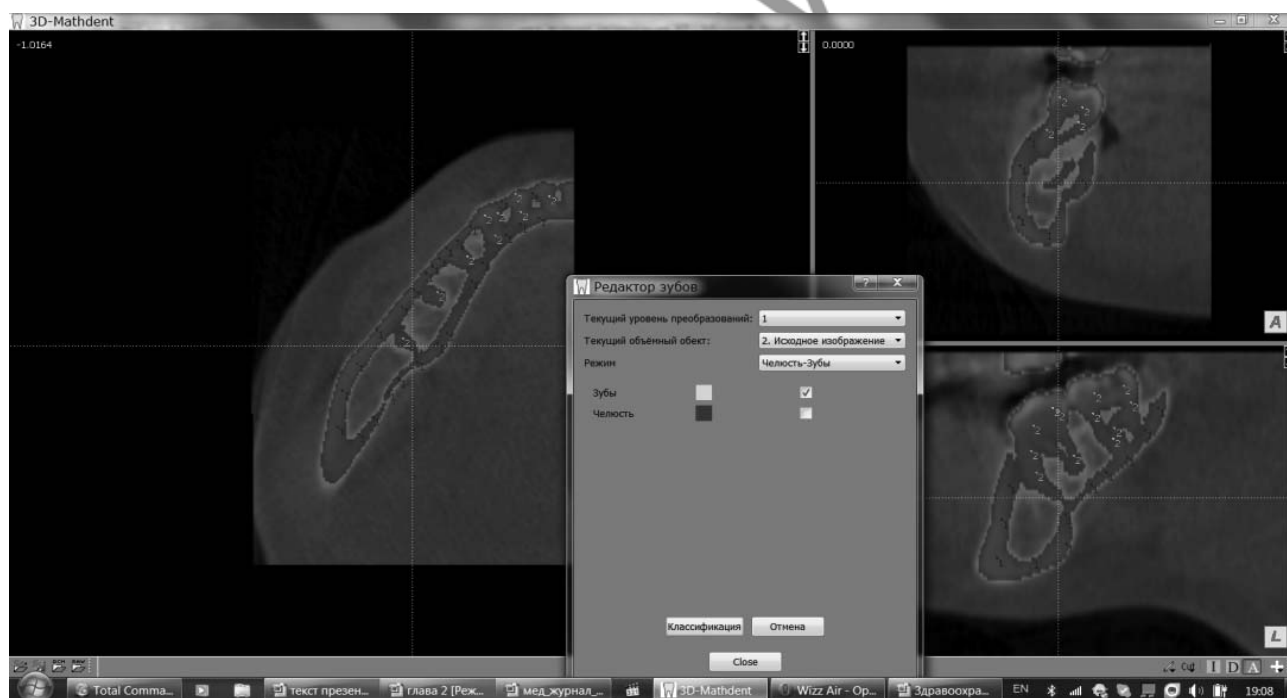 3D-Mathdent
-1.0164
0.0000
A
L
Редактор зубов
Текущий уровень преобразований: 1
Текущий объёмный обект: 2. Исходное изображение
Режим Челюсть-Зубы
Зубы
Челюсть
Классификация Отмена
Close
I D A
Total Comma... текст презен... глава 2 [Реж... мед_журнал_... 3D-Mathdent Wizz Air - Op... Здравоохра... EN 19:08